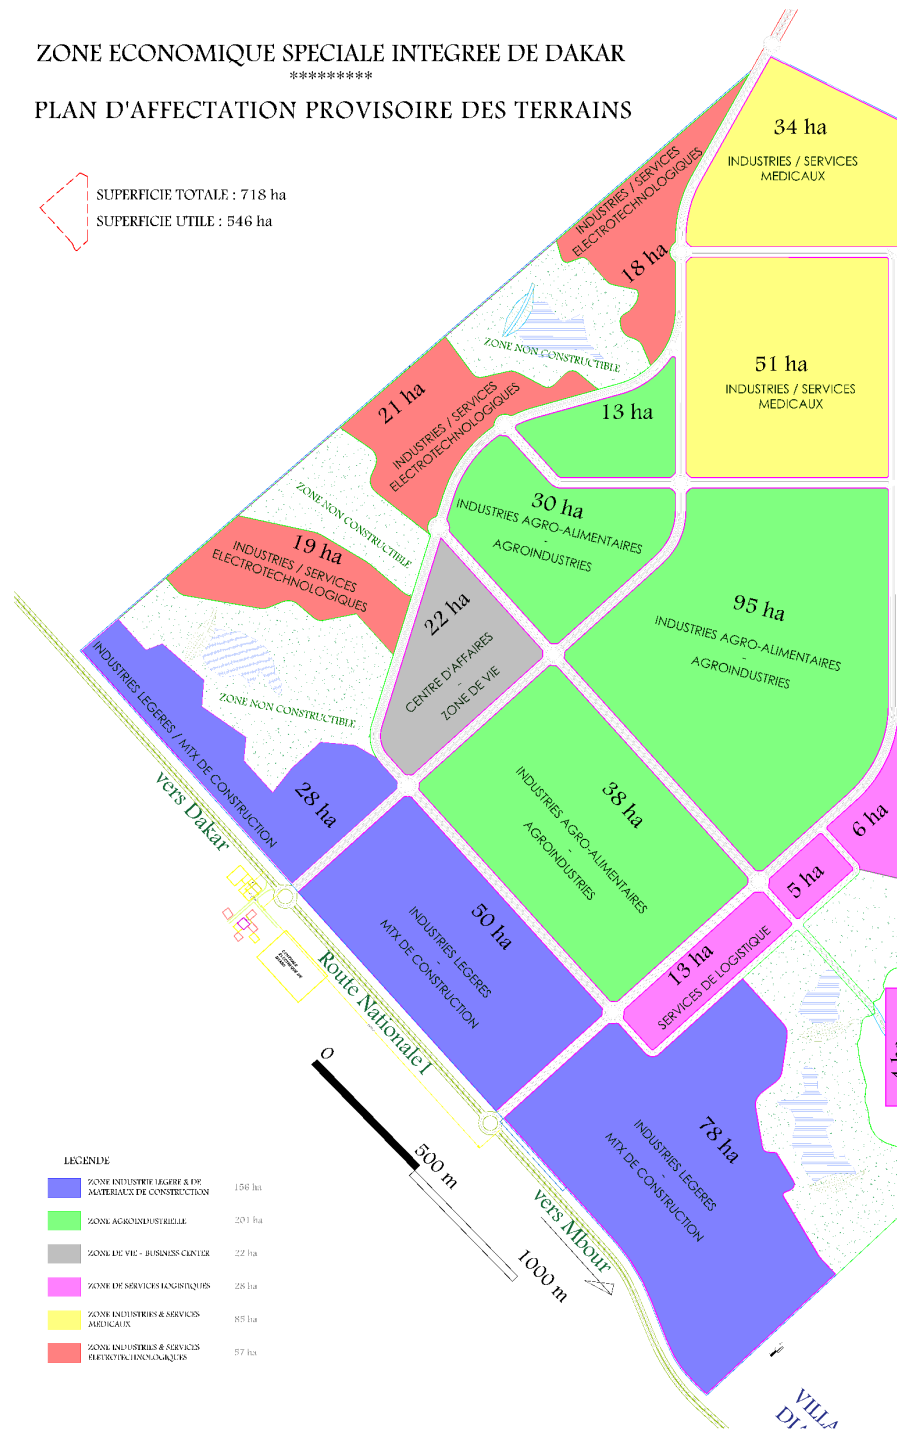 ZONE ECONOMIQUE SPECIALE INTEGREE DE DAKAR
*********
PLAN D'AFFECTATION PROVISOIRE DES TERRAINS
SUPERFICIE TOTALE : 718 ha
SUPERFICIE UTILE : 546 ha
34 ha
INDUSTRIES / SERVICES
MEDICAUX
INDUSTRIES / SERVICES
ELECTROTECHNOLOGIQUES
18 ha
ZONE NON CONSTRUCTIBLE
51 ha
INDUSTRIES / SERVICES
MEDICAUX
21 ha
INDUSTRIES / SERVICES
ELECTROTECHNOLOGIQUES
13 ha
ZONE NON CONSTRUCTIBLE
30 ha
INDUSTRIES AGRO-ALIMENTAIRES
-
AGROINDUSTRIES
19 ha
INDUSTRIES / SERVICES
ELECTROTECHNOLOGIQUES
22 ha
CENTRE D'AFFAIRES
-
ZONE DE VIE
95 ha
INDUSTRIES AGRO-ALIMENTAIRES
-
AGROINDUSTRIES
ZONE NON CONSTRUCTIBLE
INDUSTRIES LEGERES / MTX DE CONSTRUCTION
28 ha
38 ha
INDUSTRIES AGRO-ALIMENTAIRES
-
AGROINDUSTRIES
6 ha
5 ha
vers Dakar
50 ha
INDUSTRIES LEGERES
-
MTX DE CONSTRUCTION
13 ha
SERVICES DE LOGISTIQUE
Route Nationale I
0
500 m
1000 m
78 ha
INDUSTRIES LEGERES
-
MTX DE CONSTRUCTION
vers Mbour
LEGENDE
ZONE INDUSTRIE LEGERE & DE
MATERIAUX DE CONSTRUCTION 156 ha
ZONE AGROINDUSTRIELLE 201 ha
ZONE DE VIE - BUSINESS CENTER 22 ha
ZONE DE SERVICES LOGISTIQUES 28 ha
ZONE INDUSTRIES & SERVICES
MEDICAUX 85 ha
ZONE INDUSTRIES & SERVICES
ELETROTECHNOLOGIQUES 57 ha
VILLA